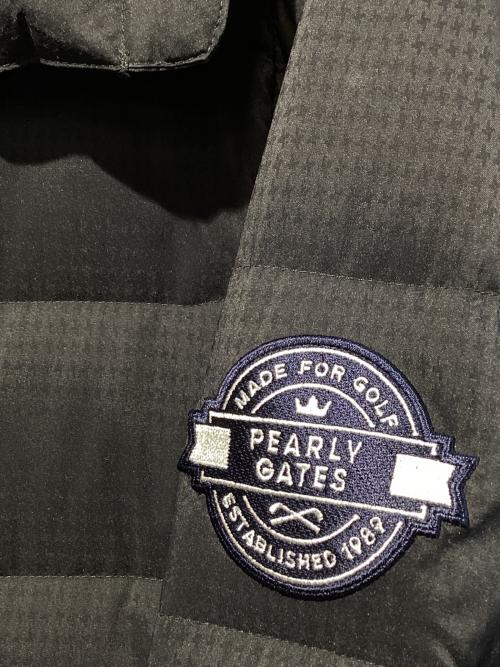 MADE FOR GOLF
PEARLY
GATES
ESTABLISHED 1989